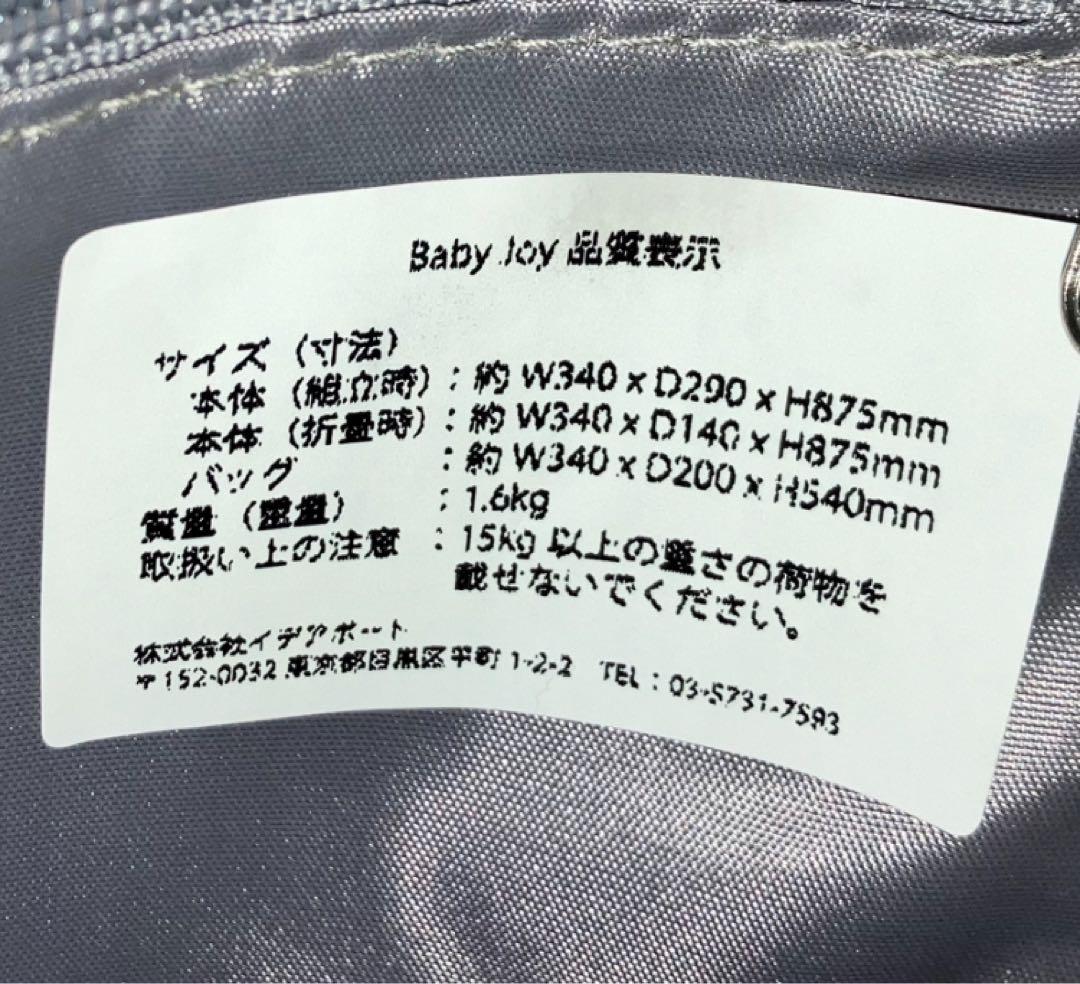 Baby Joy 品質表示
サイズ（寸法）
本体（組立時）：約 W340 x D290 x H875mm
本体（折畳時）：約 W340 x D140 x H875mm
バッグ ：約 W340 x D200 x H540mm
質量（重量） ：1.6kg
取扱い上の注意 ：15kg 以上の重さの荷物を
載せないでください。
株式会社イデアポート
〒152-0032 東京都目黒区平町 1-2-2 TEL：03-5731-7593